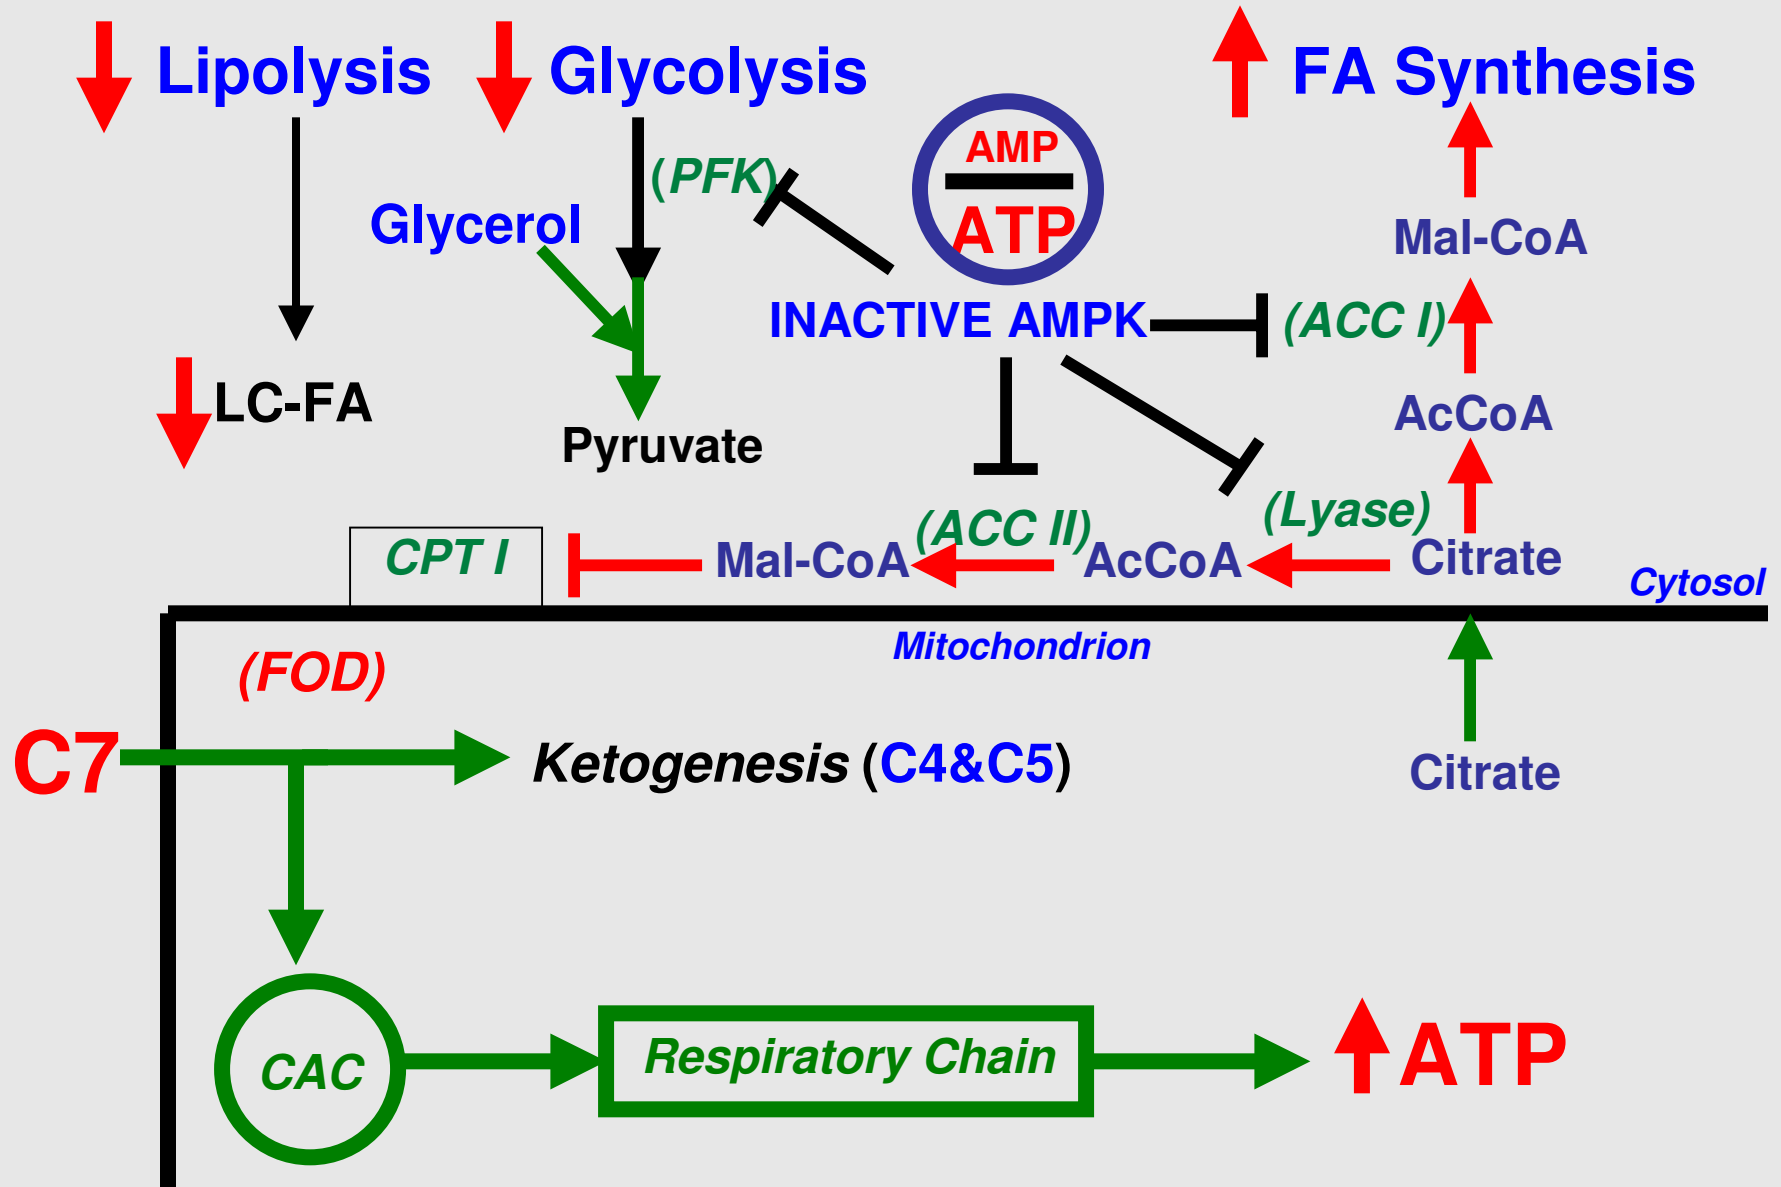 Lipolysis
Glycolysis
FA Synthesis
AMP
ATP
(PFK)
Glycerol
Mal-CoA
INACTIVE AMPK
(ACC I)
LC-FA
AcCoA
Pyruvate
(ACC II)
(Lyase)
CPT I
Mal-CoA
AcCoA
Citrate
Cytosol
Mitochondrion
(FOD)
C7
Ketogenesis (C4&C5)
Citrate
CAC
Respiratory Chain
ATP